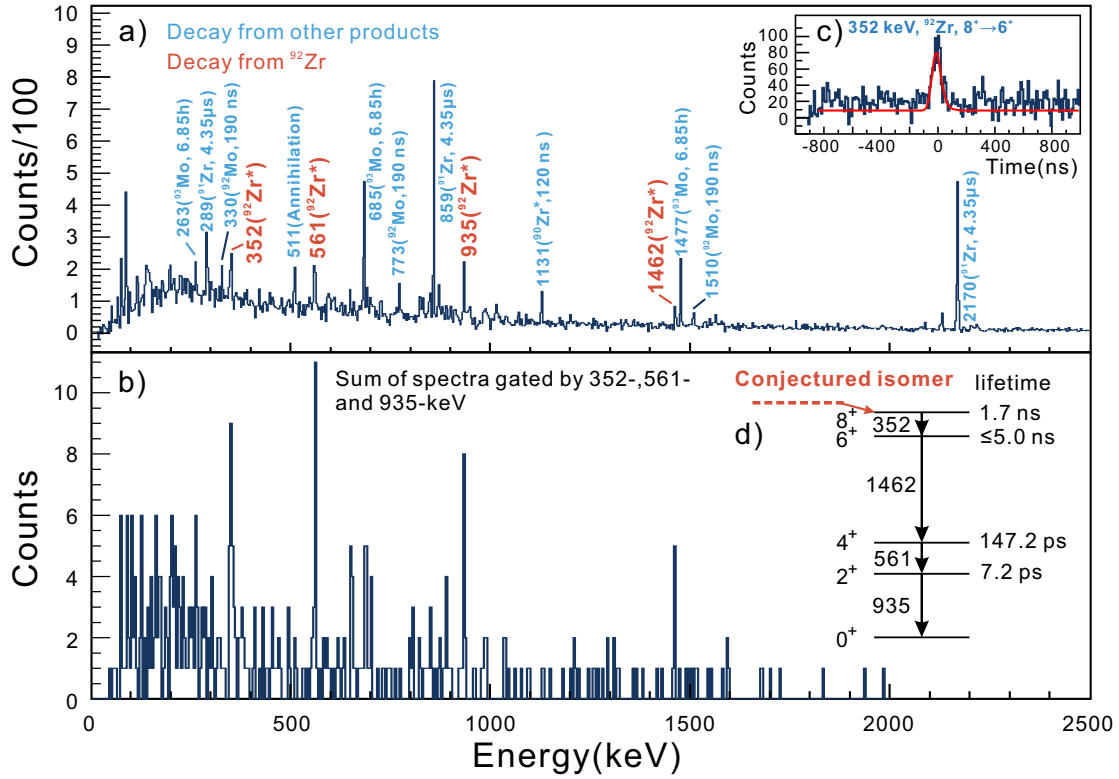 a)
Decay from other products
Decay from ⁹²Zr
263(⁹³Mo, 6.85h)
289(⁹¹Zr, 4.35μs)
330(⁹²Mo,190 ns)
352(⁹²Zr*)
511(Annihilation)
561(⁹²Zr*)
685(⁹³Mo, 6.85h)
773(⁹²Mo,190 ns)
859(⁹¹Zr, 4.35μs)
935(⁹²Zr*)
1131(⁹⁰Zr*,120 ns)
1462(⁹²Zr*)
1477(⁹³Mo, 6.85h)
1510(⁹²Mo, 190 ns)
2170(⁹¹Zr, 4.35μs)
Counts/100
10
9
8
7
6
5
4
3
2
1
0
c)
352 keV, ⁹²Zr, 8⁺→6⁺
Counts
100
80
60
40
20
0
-800
-400
0
400
800
Time(ns)
b)
Sum of spectra gated by 352-,561-
and 935-keV
Counts
10
8
6
4
2
0
d)
Conjectured isomer
lifetime
8⁺
352
1.7 ns
6⁺
≤5.0 ns
1462
4⁺
147.2 ps
561
2⁺
7.2 ps
935
0⁺
0
500
1000
1500
2000
2500
Energy(keV)